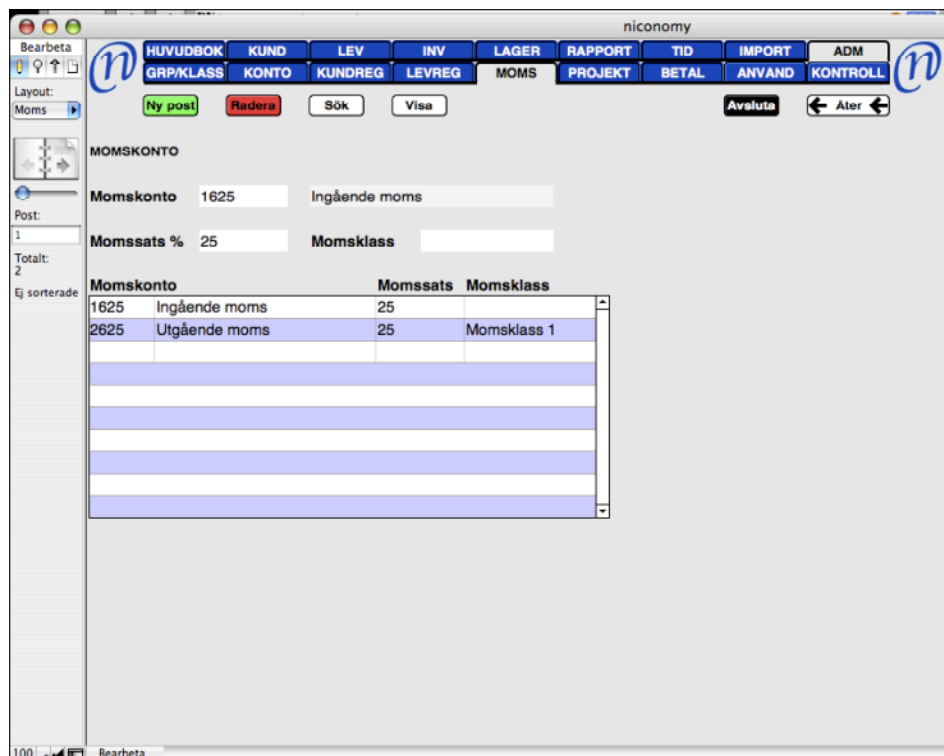 niconomy
Bearbeta
HUVUDBOK KUND LEV INV LAGER RAPPORT TID IMPORT ADM
GRP/KLASS KONTO KUNDREG LEVREG MOMS PROJEKT BETAL ANVAND KONTROLL
n n
Layout:
Moms
Ny post Radera Sök Visa Avsluta Åter
MOMSKONTO
Momskonto 1625 Ingående moms
Post:
1
Momssats % 25 Momsklass
Totalt:
2
Ej sorterade
Momskonto Momssats Momsklass
1625 Ingående moms 25
2625 Utgående moms 25 Momsklass 1
100 Bearbeta